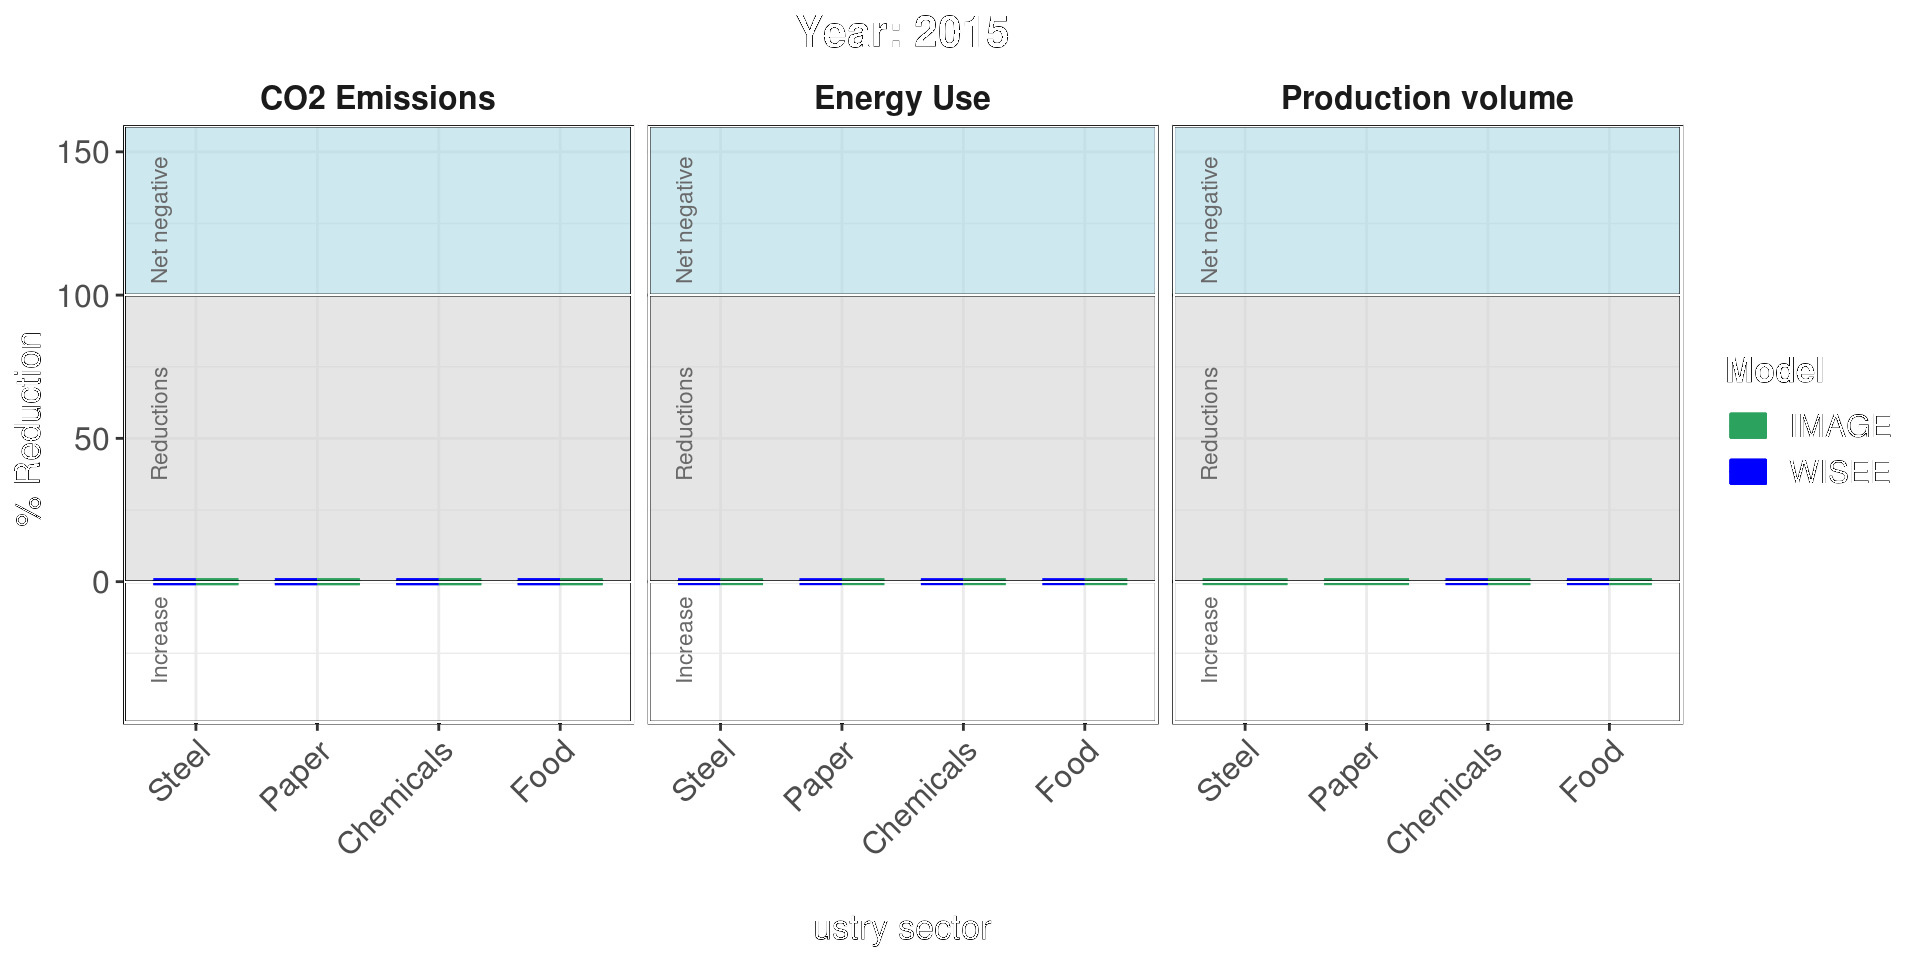 Year: 2015
CO2 Emissions
Energy Use
Production volume
% Reduction
150
100
50
0
Net negative
Reductions
Increase
Net negative
Reductions
Increase
Net negative
Reductions
Increase
Steel
Paper
Chemicals
Food
Steel
Paper
Chemicals
Food
Steel
Paper
Chemicals
Food
ustry sector
Model
IMAGE
WISEE